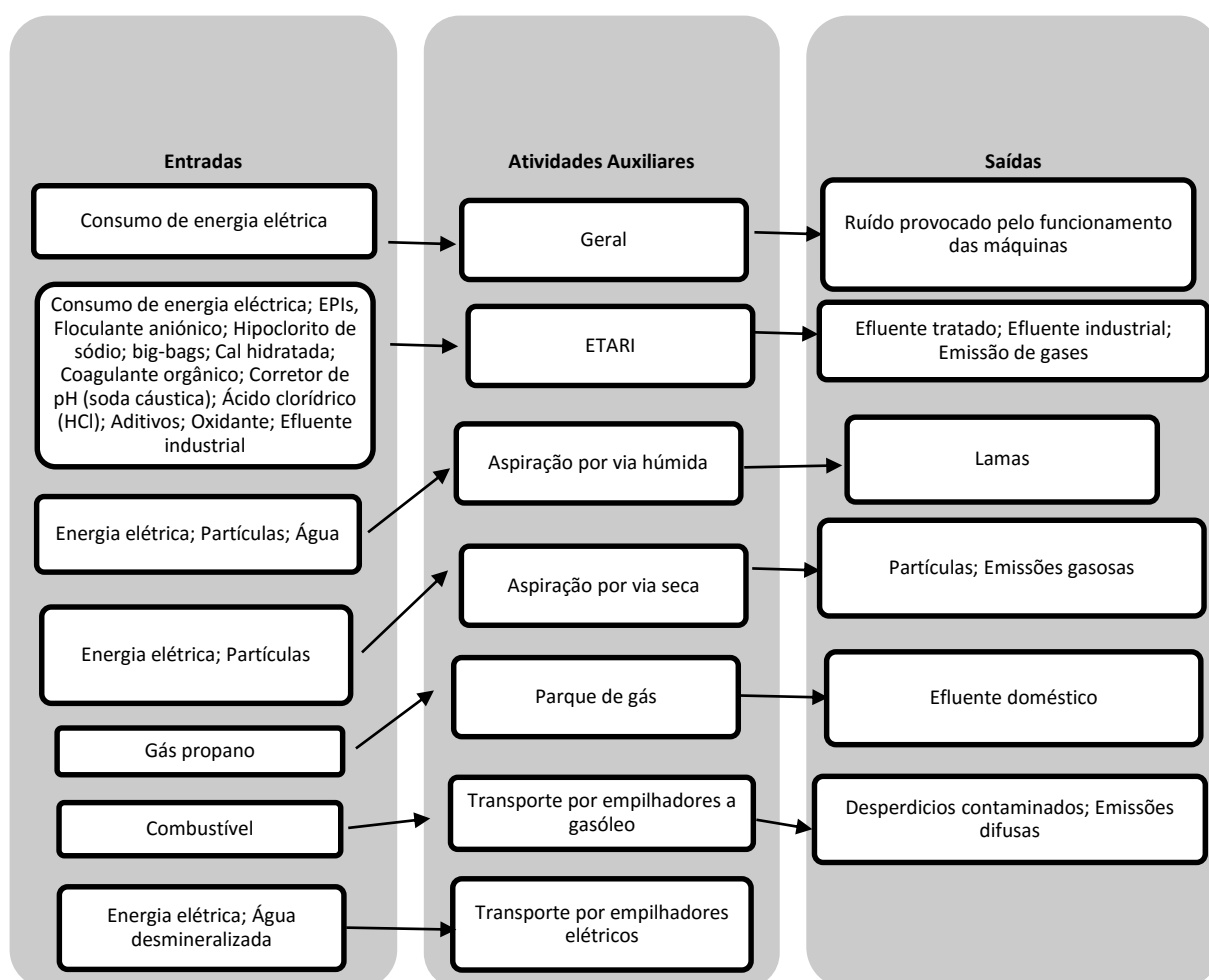 Entradas
Consumo de energia elétrica
Consumo de energia eléctrica; EPIs,
Floculante aniónico; Hipoclorito de
sódio; big-bags; Cal hidratada;
Coagulante orgânico; Corretor de
pH (soda cáustica); Ácido clorídrico
(HCl); Aditivos; Oxidante; Efluente
industrial
Energia elétrica; Partículas; Água
Energia elétrica; Partículas
Gás propano
Combustível
Energia elétrica; Água
desmineralizada
Atividades Auxiliares
Geral
ETARI
Aspiração por via húmida
Aspiração por via seca
Parque de gás
Transporte por empilhadores a
gasóleo
Transporte por empilhadores
elétricos
Saídas
Ruído provocado pelo funcionamento
das máquinas
Efluente tratado; Efluente industrial;
Emissão de gases
Lamas
Partículas; Emissões gasosas
Efluente doméstico
Desperdicios contaminados; Emissões
difusas